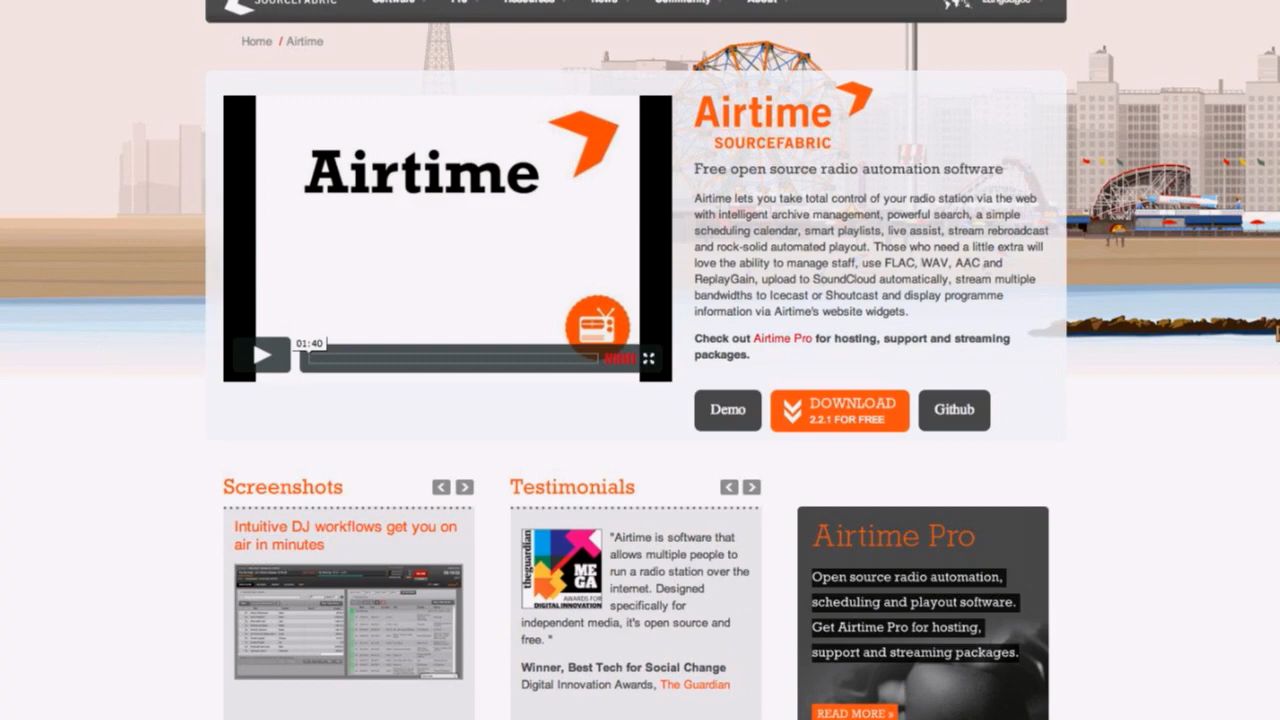 SOURCEFABRIC
Software Pro Resources News Community About Languages
Home / Airtime
Airtime
01:40
Airtime
SOURCEFABRIC
Free open source radio automation software
Airtime lets you take total control of your radio station via the web
with intelligent archive management, powerful search, a simple
scheduling calendar, smart playlists, live assist, stream rebroadcast
and rock-solid automated playout. Those who need a little extra will
love the ability to manage staff, use FLAC, WAV, AAC and
ReplayGain, upload to SoundCloud automatically, stream multiple
bandwidths to Icecast or Shoutcast and display programme
information via Airtime's website widgets.
Check out Airtime Pro for hosting, support and streaming
packages.
Demo
DOWNLOAD
2.2.1 FOR FREE
Github
Screenshots
Intuitive DJ workflows get you on
air in minutes
Testimonials
theguardian
MEGA
AWARDS FOR
DIGITAL INNOVATION
"Airtime is software that
allows multiple people to
run a radio station over the
internet. Designed
specifically for
independent media, it's open source and
free. "
Winner, Best Tech for Social Change
Digital Innovation Awards, The Guardian
Airtime Pro
Open source radio automation,
scheduling and playout software.
Get Airtime Pro for hosting,
support and streaming packages.
READ MORE »